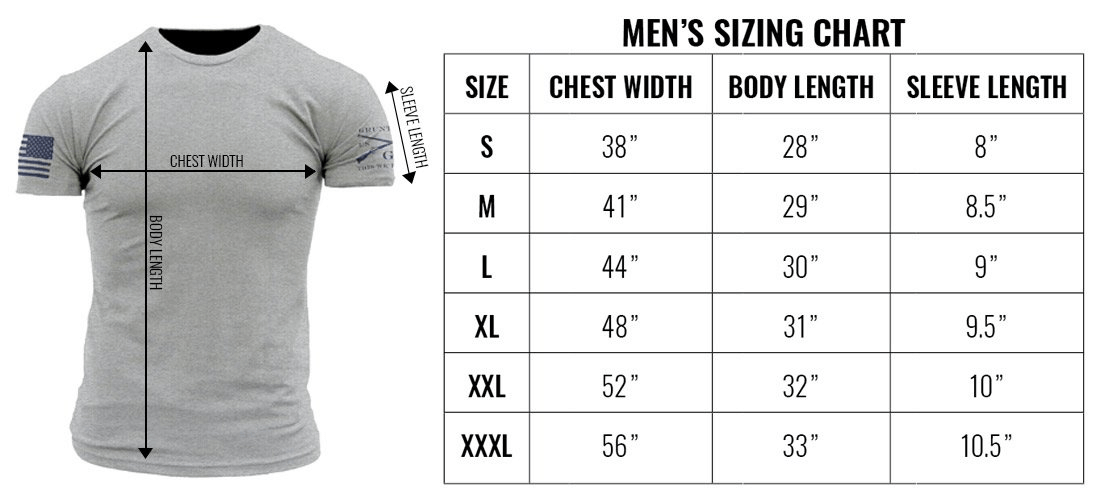 MEN’S SIZING CHART
SIZE CHEST WIDTH BODY LENGTH SLEEVE LENGTH
S 38” 28” 8”
M 41” 29” 8.5”
L 44” 30” 9”
XL 48” 31” 9.5”
XXL 52” 32” 10”
XXXL 56” 33” 10.5”
CHEST WIDTH
BODY LENGTH
SLEEVE LENGTH
GRUNT
G